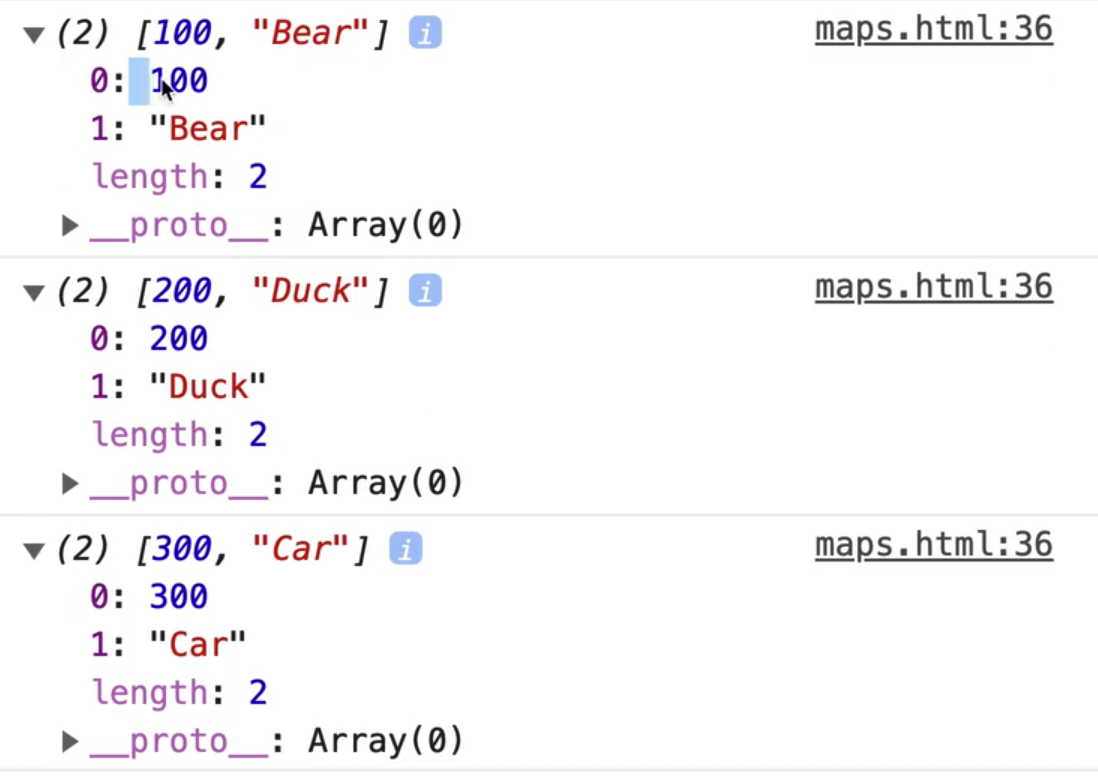 (2) [100, "Bear"] i maps.html:36
0: 100
1: "Bear"
length: 2
__proto__: Array(0)
(2) [200, "Duck"] i maps.html:36
0: 200
1: "Duck"
length: 2
__proto__: Array(0)
(2) [300, "Car"] i maps.html:36
0: 300
1: "Car"
length: 2
__proto__: Array(0)